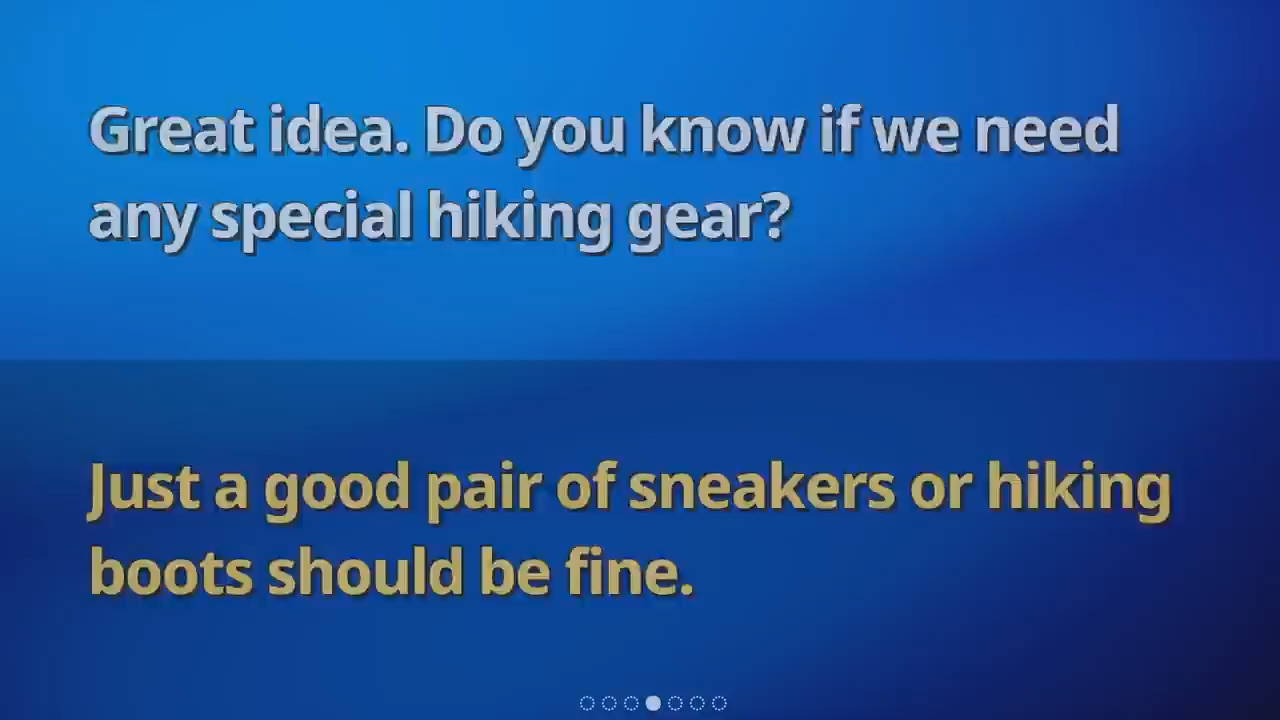 Great idea. Do you know if we need
any special hiking gear?
Just a good pair of sneakers or hiking
boots should be fine.